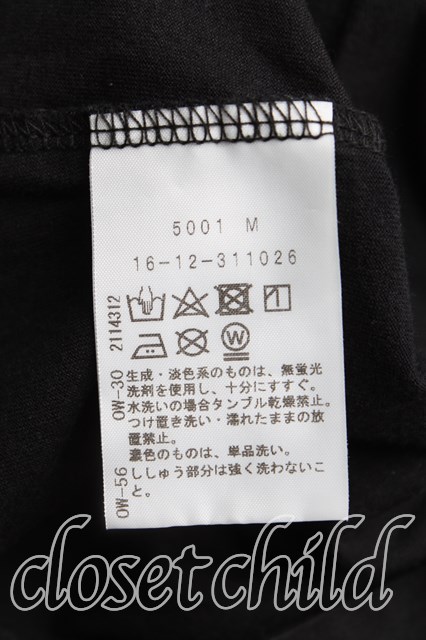 5001 M
16-12-311026
2114312
W
OW-30
生成・淡色系のものは、無蛍光
洗剤を使用し、十分にすすぐ。
水洗いの場合タンブル乾燥禁止。
つけ置き洗い・濡れたままの放
置禁止。
濃色のものは、単品洗い。
OW-56
ししゅう部分は強く洗わないこ
と。
closet child